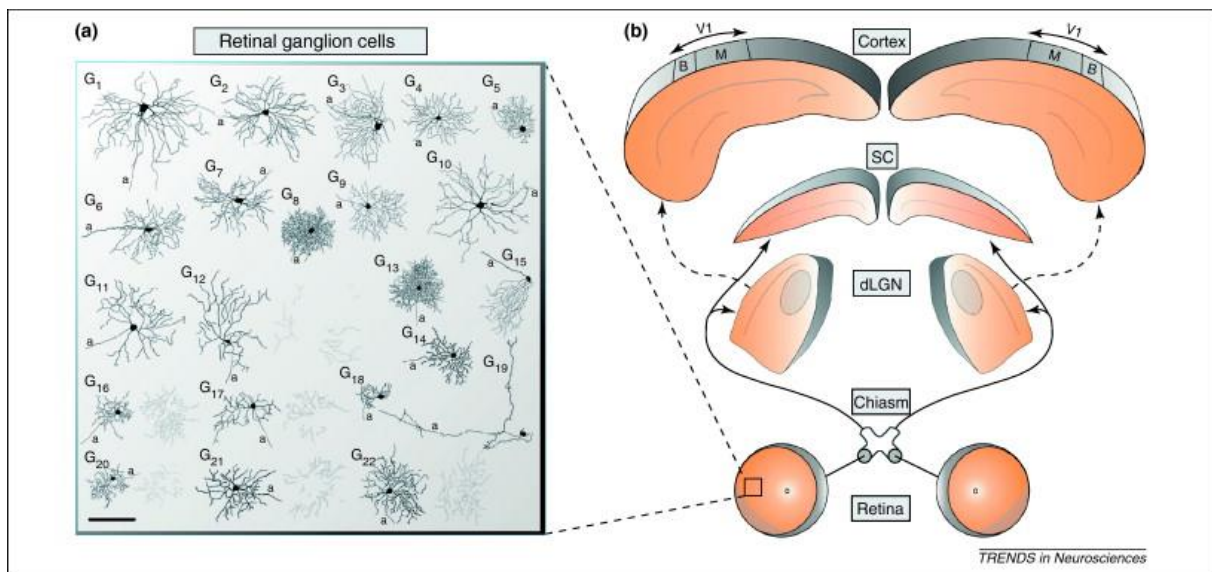 (a)
Retinal ganglion cells
G1
G2
G3
G4
G5
a
a
a
a
a
G6
G7
G8
G9
G10
a
a
a
a
a
G11
G12
G13
G14
G15
a
a
a
a
a
G16
G17
G18
G19
a
a
a
a
G20
G21
G22
a
a
a
(b)
V1
Cortex
V1
B
M
M
B
SC
dLGN
Chiasm
Retina
TRENDS in Neurosciences